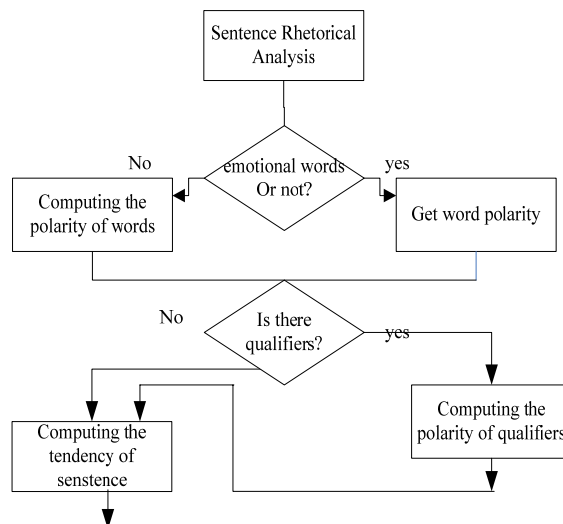 Sentence Rhetorical
Analysis
No
emotional words
Or not?
yes
Computing the
polarity of words
Get word polarity
No
Is there
qualifiers?
yes
Computing the
polarity of qualifiers
Computing the
tendency of
senstence